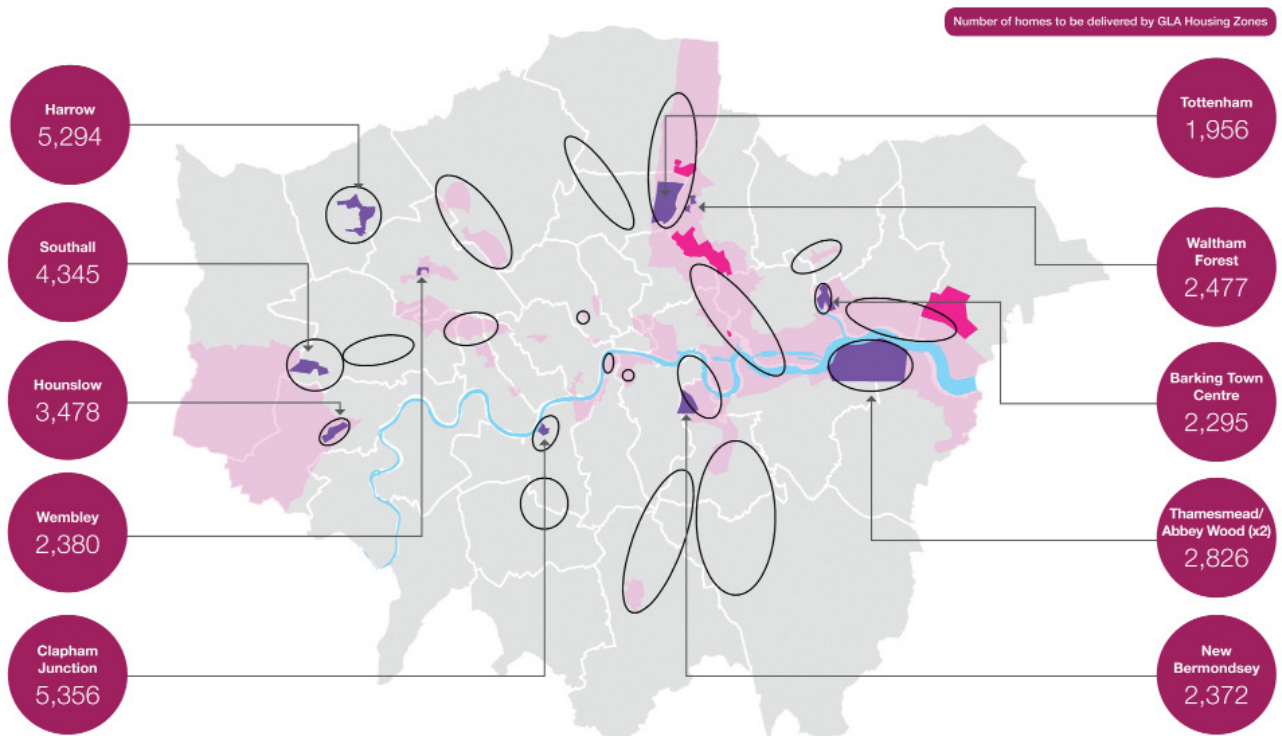 Number of homes to be delivered by GLA Housing Zones
Harrow
5,294
Southall
4,345
Hounslow
3,478
Wembley
2,380
Clapham
Junction
5,356
Tottenham
1,956
Waltham
Forest
2,477
Barking Town
Centre
2,295
Thamesmead/
Abbey Wood (x2)
2,826
New
Bermondsey
2,372